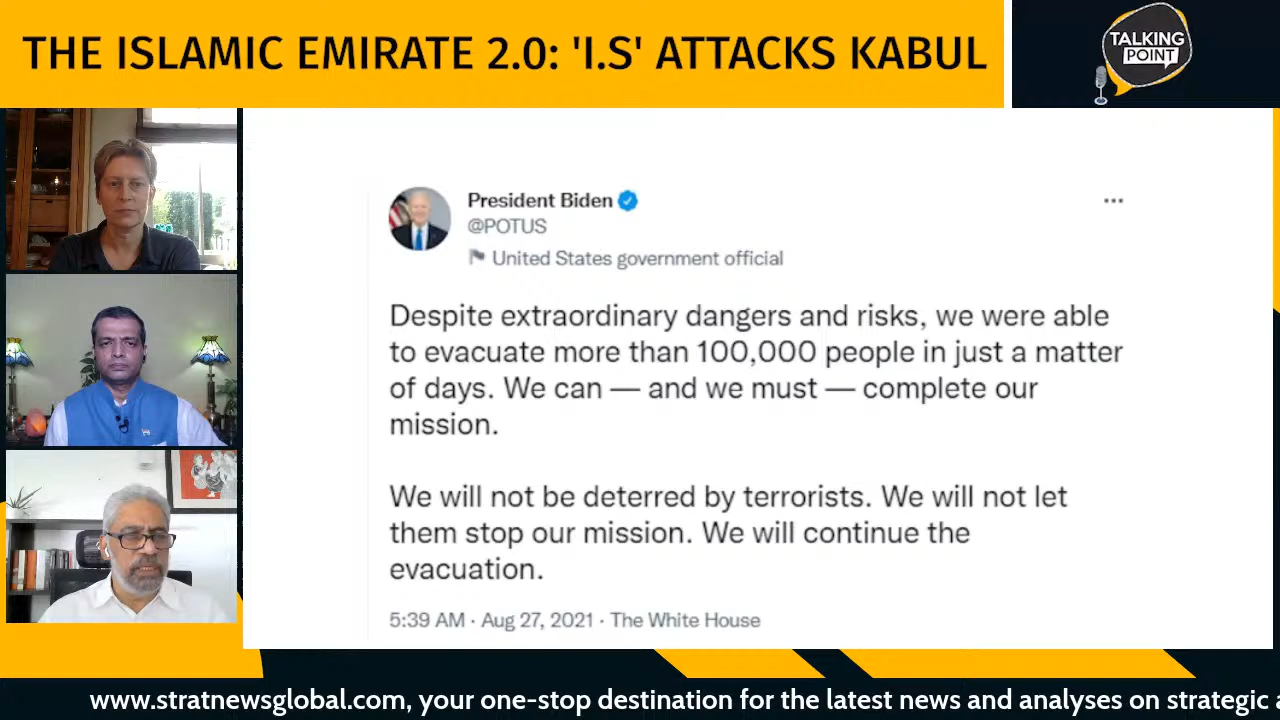 THE ISLAMIC EMIRATE 2.0: 'I.S' ATTACKS KABUL
TALKING
POINT
President Biden
@POTUS
United States government official
Despite extraordinary dangers and risks, we were able
to evacuate more than 100,000 people in just a matter
of days. We can — and we must — complete our
mission.
We will not be deterred by terrorists. We will not let
them stop our mission. We will continue the
evacuation.
5:39 AM · Aug 27, 2021 · The White House
www.stratnewsglobal.com, your one-stop destination for the latest news and analyses on strategic